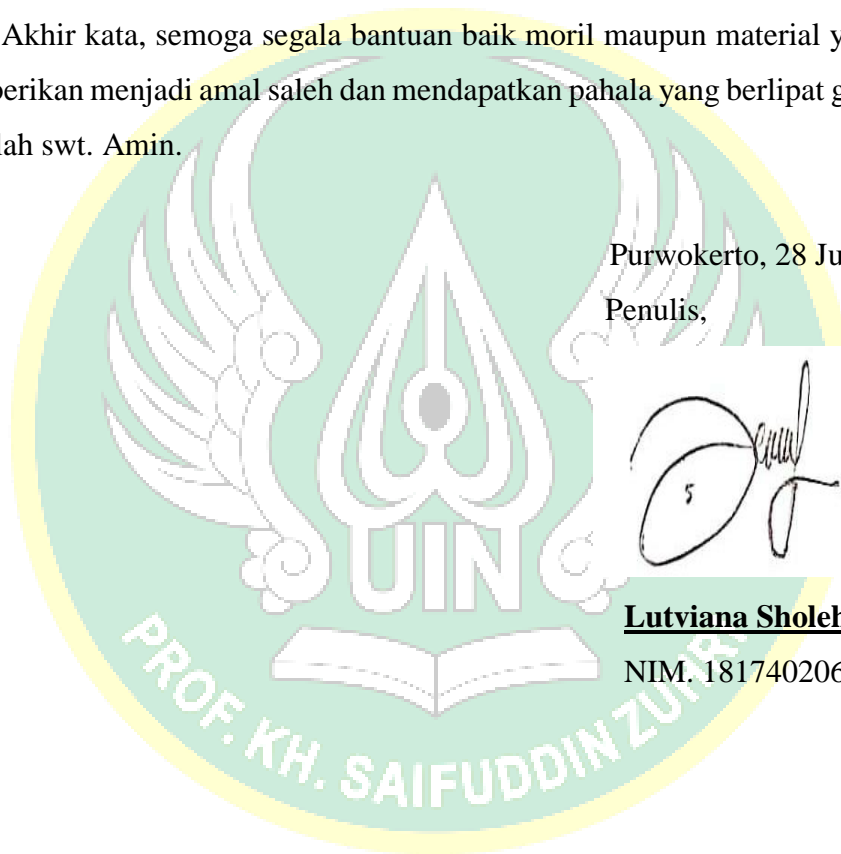 Akhir kata, semoga segala bantuan baik moril maupun material y
berikan menjadi amal saleh dan mendapatkan pahala yang berlipat g
lah swt. Amin.
Purwokerto, 28 Ju
Penulis,
Lutviana Sholeh
NIM. 181740206
UIN
PROF. KH. SAIFUDDIN ZUHRI